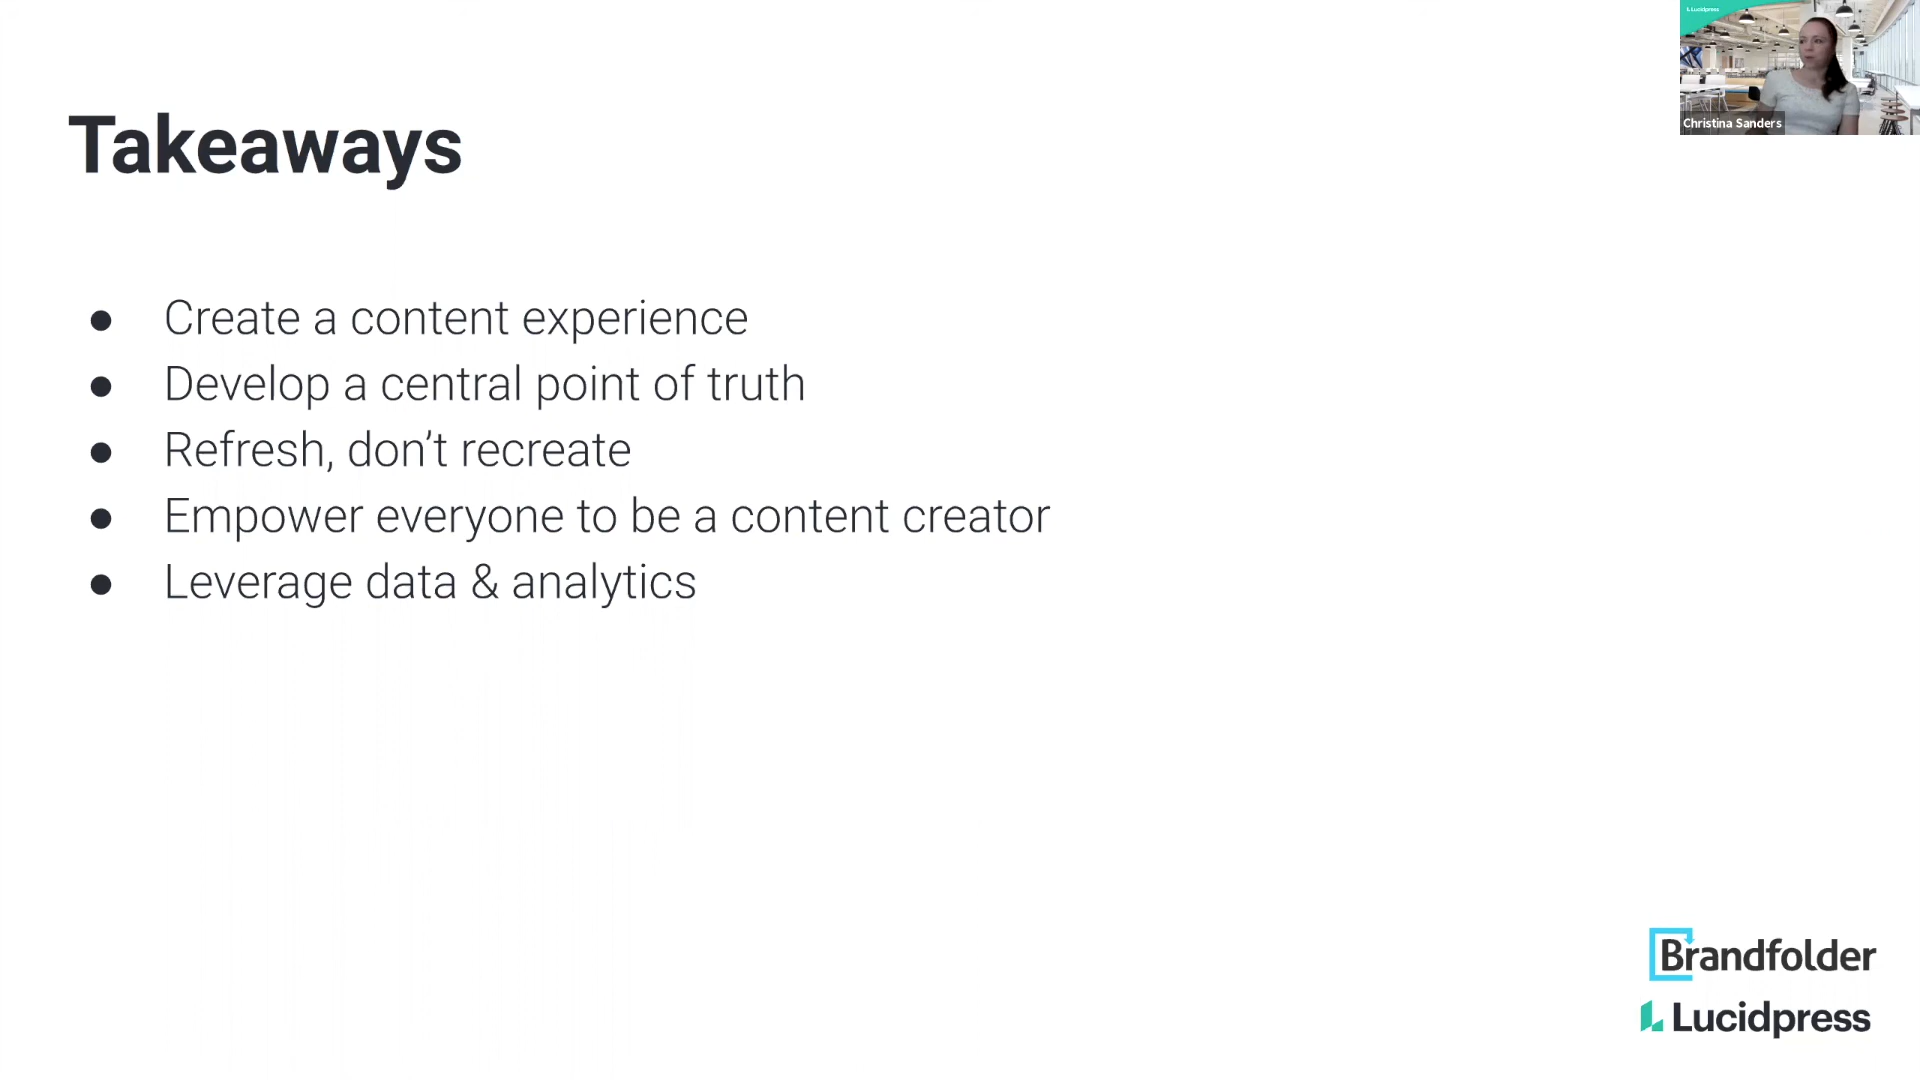 Lucidpress
Christina Sanders
Takeaways
● Create a content experience
● Develop a central point of truth
● Refresh, don’t recreate
● Empower everyone to be a content creator
● Leverage data & analytics
Brandfolder
Lucidpress